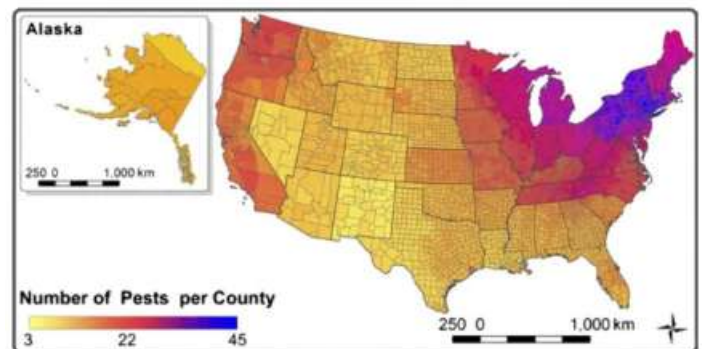 Alaska
250 0 1,000 km
Number of Pests per County
3 22 45
250 0 1,000 km